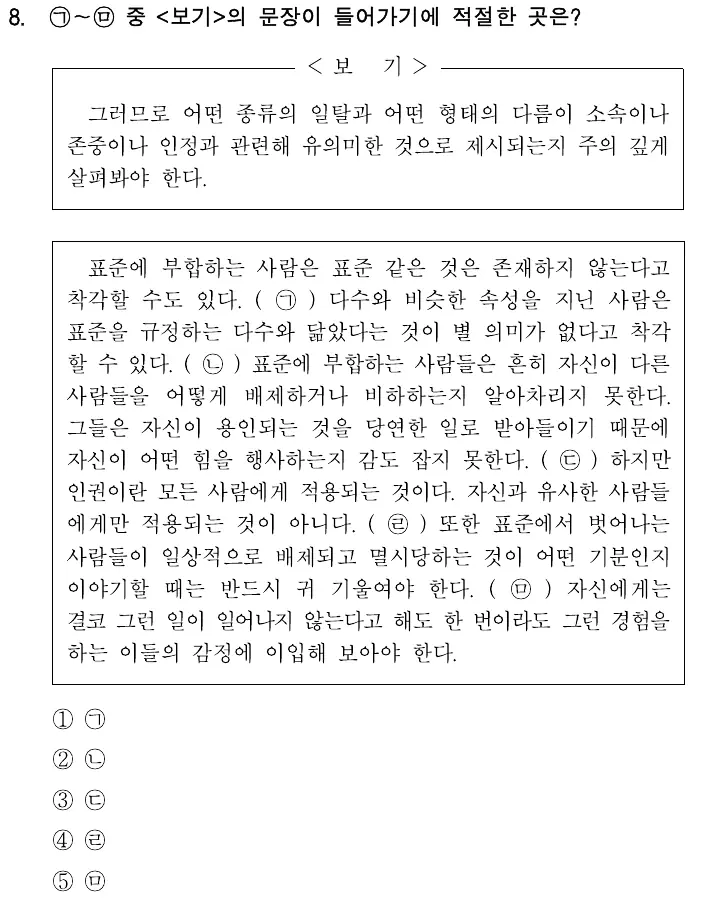 8. ㉠~㉤ 중 <보기>의 문장이 들어가기에 적절한 곳은?
< 보 기 >
그러므로 어떤 종류의 일탈과 어떤 형태의 다름이 소속이나
존중이나 인정과 관련해 유의미한 것으로 제시되는지 주의 깊게
살펴봐야 한다.
표준에 부합하는 사람은 표준 같은 것은 존재하지 않는다고
착각할 수도 있다. ( ㉠ ) 다수와 비슷한 속성을 지닌 사람은
표준을 규정하는 다수와 닮았다는 것이 별 의미가 없다고 착각
할 수 있다. ( ㉡ ) 표준에 부합하는 사람들은 흔히 자신이 다른
사람들을 어떻게 배제하거나 비하하는지 알아차리지 못한다.
그들은 자신이 용인되는 것을 당연한 일로 받아들이기 때문에
자신이 어떤 힘을 행사하는지 감도 잡지 못한다. ( ㉢ ) 하지만
인권이란 모든 사람에게 적용되는 것이다. 자신과 유사한 사람들
에게만 적용되는 것이 아니다. ( ㉣ ) 또한 표준에서 벗어나는
사람들이 일상적으로 배제되고 멸시당하는 것이 어떤 기분인지
이야기할 때는 반드시 귀 기울여야 한다. ( ㉤ ) 자신에게는
결코 그런 일이 일어나지 않는다고 해도 한 번이라도 그런 경험을
하는 이들의 감정에 이입해 보아야 한다.
① ㉠
② ㉡
③ ㉢
④ ㉣
⑤ ㉤